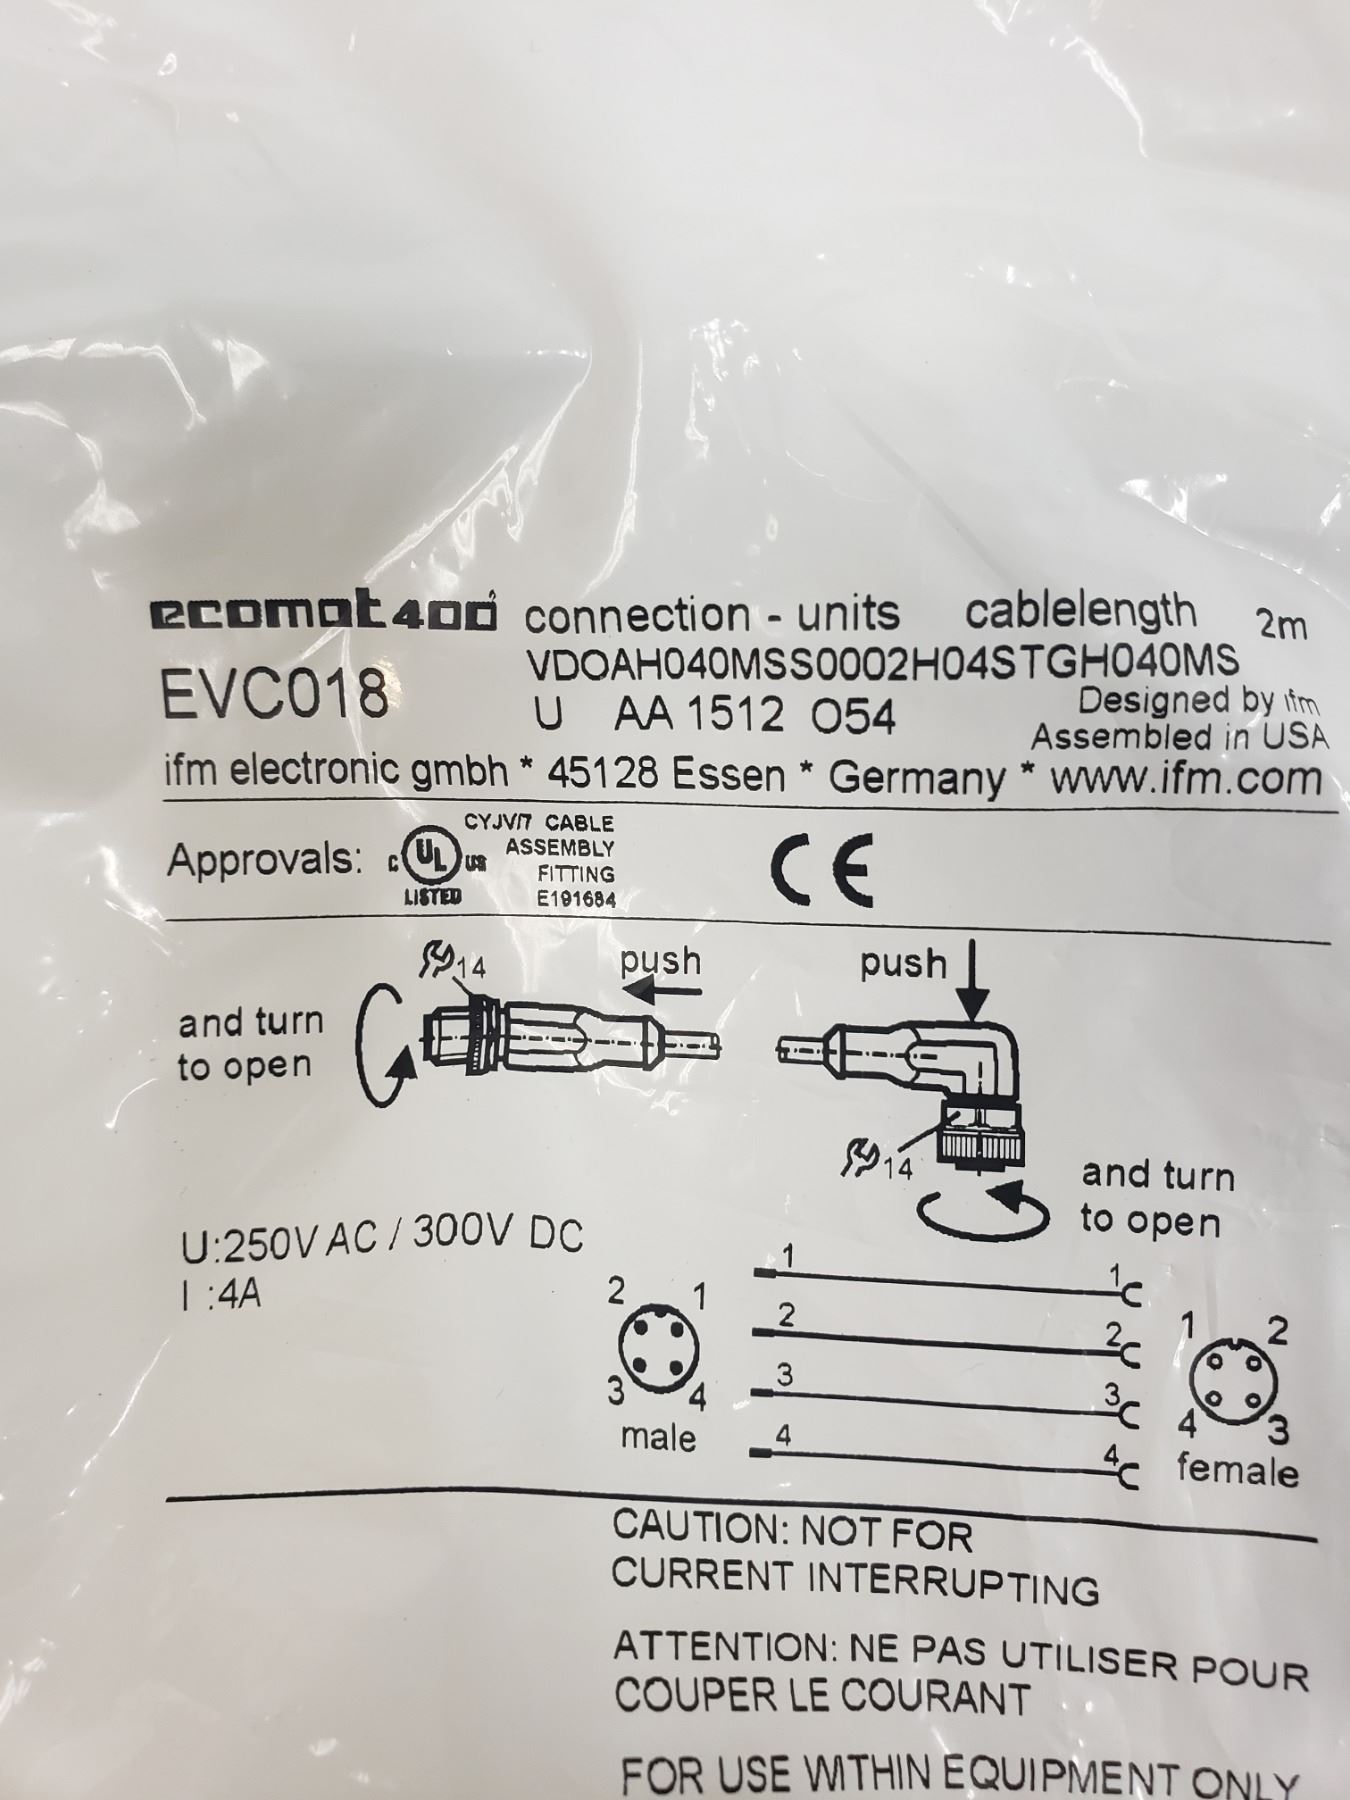 ecomat400 connection - units cablelength 2m
EVC018 VDOAH040MSS0002H04STGH040MS
U AA 1512 O54 Designed by ifm
Assembled in USA
ifm electronic gmbh * 45128 Essen * Germany * www.ifm.com
Approvals: c UL us LISTED
CYJV/7 CABLE
ASSEMBLY
FITTING
E191684
CE
14 push
and turn
to open
push
14
and turn
to open
U:250V AC / 300V DC
I :4A
2 1
3 4
male
1 1
2 2
3 3
4 4
1 2
4 3
female
CAUTION: NOT FOR
CURRENT INTERRUPTING
ATTENTION: NE PAS UTILISER POUR
COUPER LE COURANT
FOR USE WITHIN EQUIPMENT ONLY